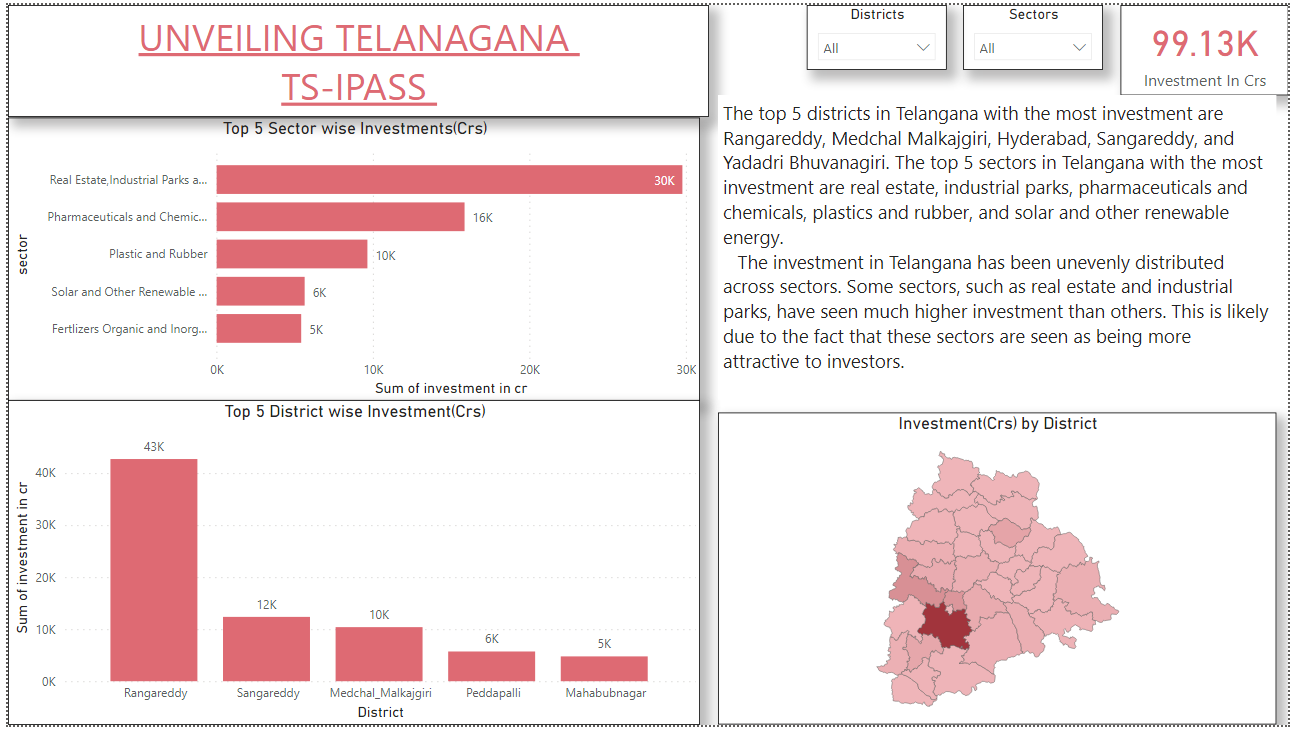 UNVEILING TELANAGANA
TS-IPASS
Districts
All
Sectors
All
99.13K
Investment In Crs
Top 5 Sector wise Investments(Crs)
sector
Real Estate,Industrial Parks a...
30K
Pharmaceuticals and Chemic...
16K
Plastic and Rubber
10K
Solar and Other Renewable ...
6K
Fertlizers Organic and Inorg...
5K
0K
10K
20K
30K
Sum of investment in cr
The top 5 districts in Telangana with the most investment are
Rangareddy, Medchal Malkajgiri, Hyderabad, Sangareddy, and
Yadadri Bhuvanagiri. The top 5 sectors in Telangana with the most
investment are real estate, industrial parks, pharmaceuticals and
chemicals, plastics and rubber, and solar and other renewable
energy.
The investment in Telangana has been unevenly distributed
across sectors. Some sectors, such as real estate and industrial
parks, have seen much higher investment than others. This is likely
due to the fact that these sectors are seen as being more
attractive to investors.
Top 5 District wise Investment(Crs)
Sum of investment in cr
40K
30K
20K
10K
0K
43K
12K
10K
6K
5K
Rangareddy
Sangareddy
Medchal_Malkajgiri
Peddapalli
Mahabubnagar
District
Investment(Crs) by District